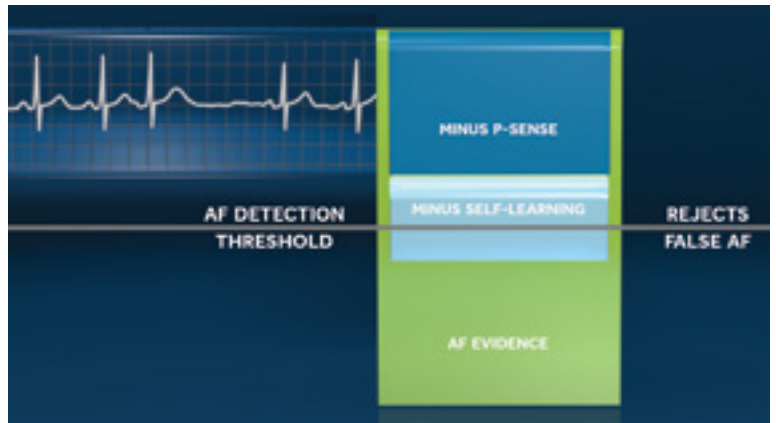 MINUS P-SENSE
MINUS SELF-LEARNING
AF DETECTION
THRESHOLD
REJECTS
FALSE AF
AF EVIDENCE